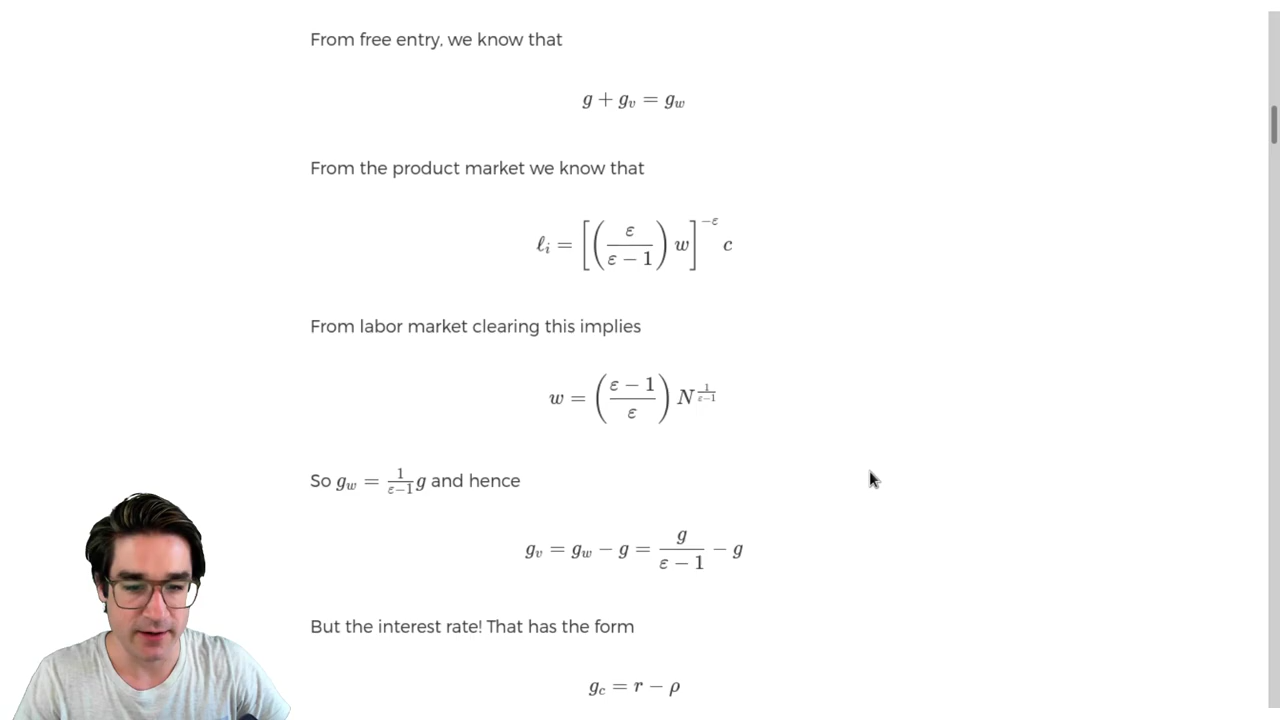 From free entry, we know that
g + g_v = g_w
From the product market we know that
ℓ_i = [(ε / (ε − 1)) w]^{−ε} c
From labor market clearing this implies
w = ((ε − 1) / ε) N^{1/(ε−1)}
So g_w = 1/(ε−1) g and hence
g_v = g_w − g = g / (ε − 1) − g
But the interest rate! That has the form
g_c = r − ρ